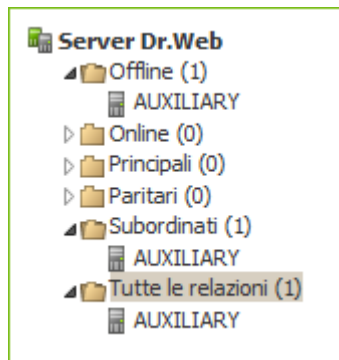 Server Dr.Web
Offline (1)
AUXILIARY
Online (0)
Principali (0)
Paritari (0)
Subordinati (1)
AUXILIARY
Tutte le relazioni (1)
AUXILIARY